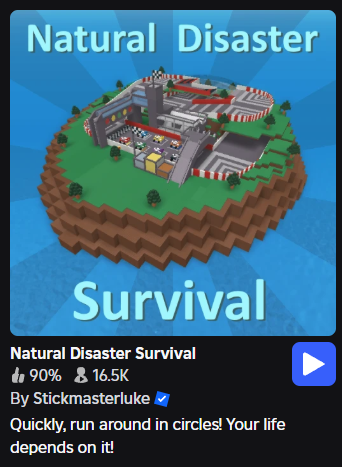 Natural Disaster
Survival
Natural Disaster Survival
90% 16.5K
By Stickmasterluke
Quickly, run around in circles! Your life
depends on it!